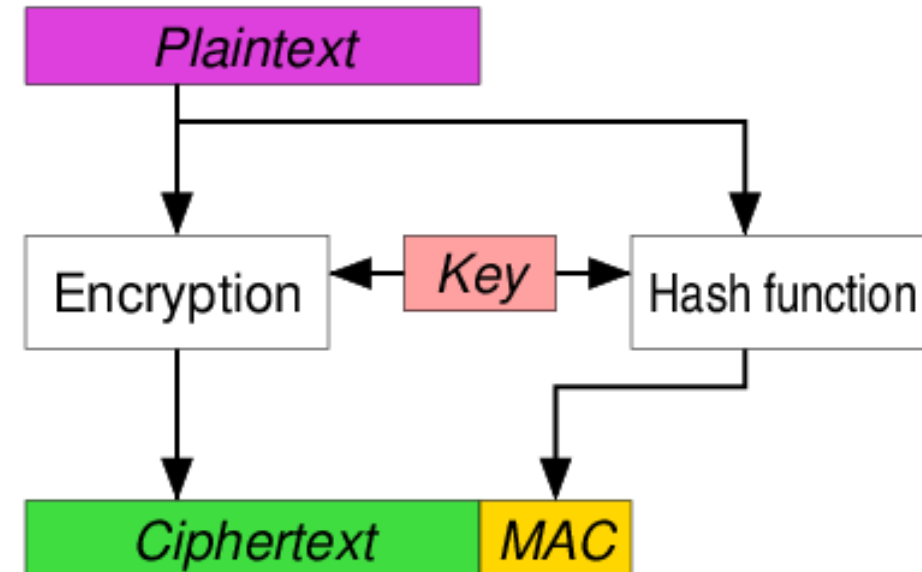 Plaintext
Encryption
Key
Hash function
Ciphertext
MAC